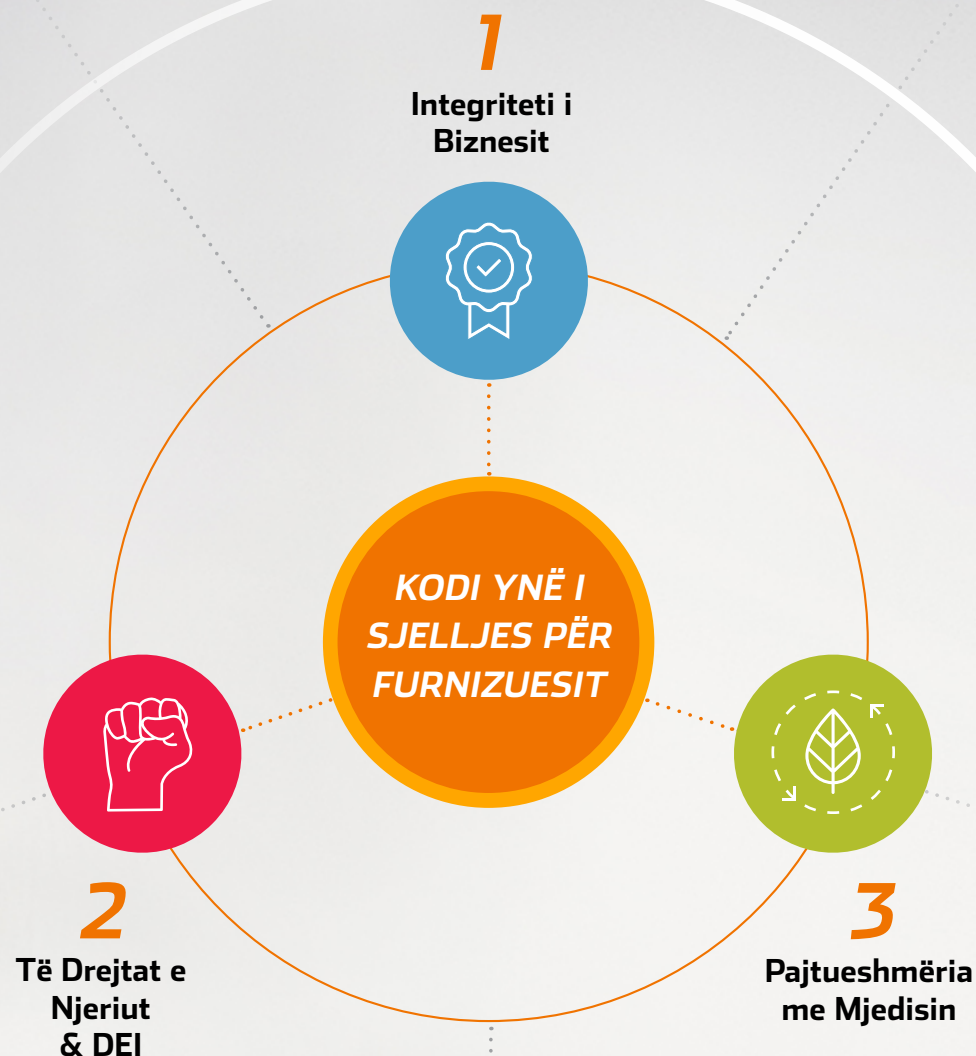 1
Integriteti i
Biznesit
KODI YNË I
SJELLJES PËR
FURNIZUESIT
2
Të Drejtat e
Njeriut
& DEI
3
Pajtueshmëria
me Mjedisin